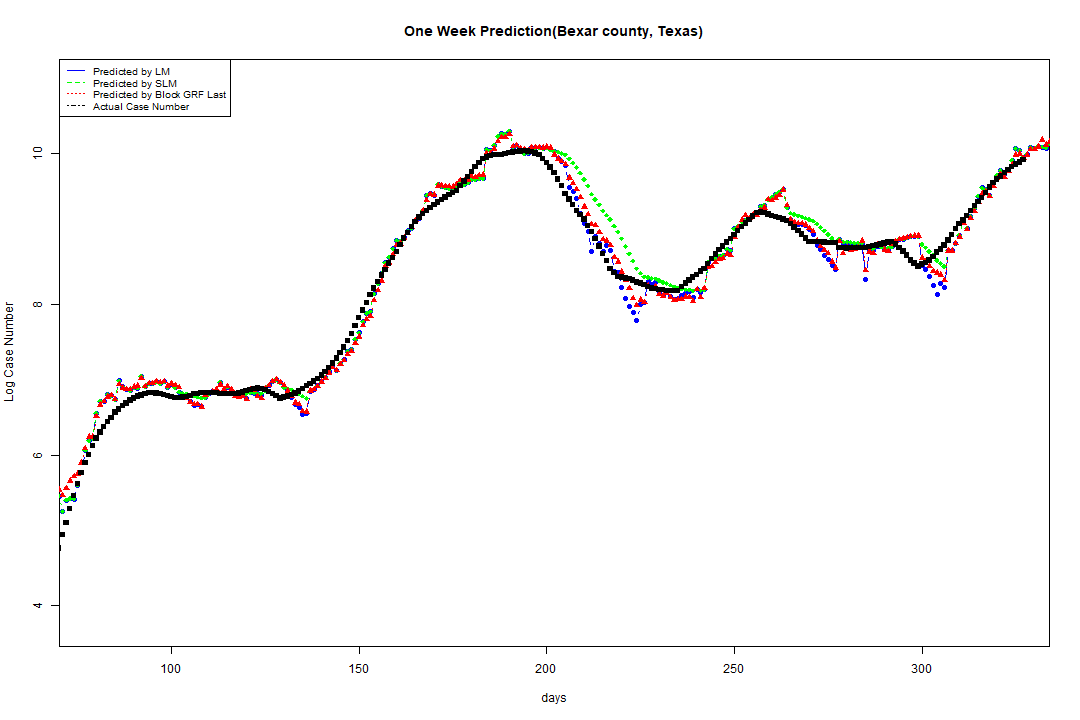 One Week Prediction(Bexar county, Texas)
Predicted by LM
Predicted by SLM
Predicted by Block GRF Last
Actual Case Number
10
8
6
4
Log Case Number
100 150 200 250 300
days